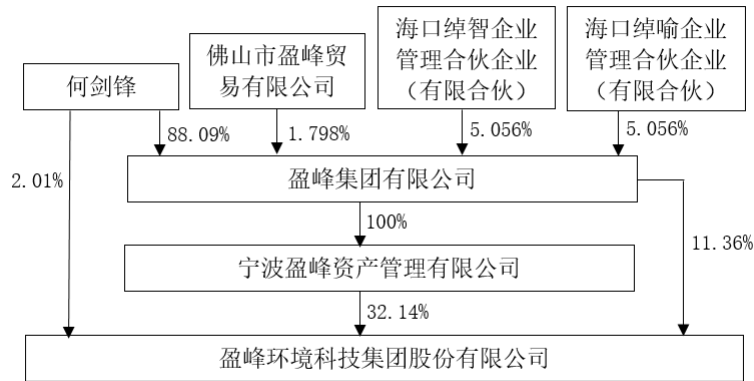 何剑锋
佛山市盈峰贸
易有限公司
海口绰智企业
管理合伙企业
（有限合伙）
海口绰喻企业
管理合伙企业
（有限合伙）
2.01%
88.09%
1.798%
5.056%
5.056%
盈峰集团有限公司
100%
11.36%
宁波盈峰资产管理有限公司
32.14%
盈峰环境科技集团股份有限公司